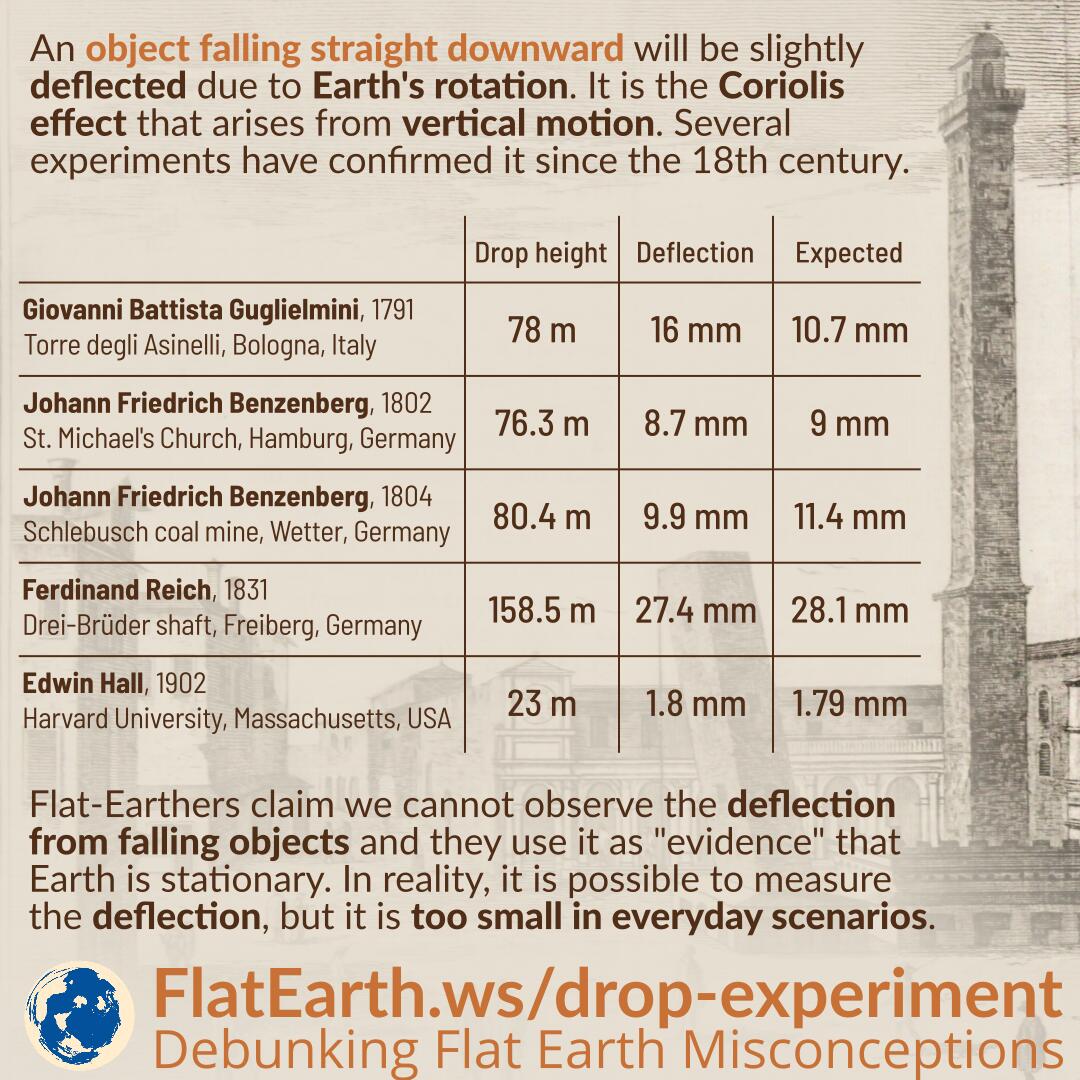 An object falling straight downward will be slightly
deflected due to Earth's rotation. It is the Coriolis
effect that arises from vertical motion. Several
experiments have confirmed it since the 18th century.
Drop height Deflection Expected
Giovanni Battista Guglielmini, 1791
Torre degli Asinelli, Bologna, Italy
78 m 16 mm 10.7 mm
Johann Friedrich Benzenberg, 1802
St. Michael's Church, Hamburg, Germany
76.3 m 8.7 mm 9 mm
Johann Friedrich Benzenberg, 1804
Schlebusch coal mine, Wetter, Germany
80.4 m 9.9 mm 11.4 mm
Ferdinand Reich, 1831
Drei-Brüder shaft, Freiberg, Germany
158.5 m 27.4 mm 28.1 mm
Edwin Hall, 1902
Harvard University, Massachusetts, USA
23 m 1.8 mm 1.79 mm
Flat-Earthers claim we cannot observe the deflection
from falling objects and they use it as "evidence" that
Earth is stationary. In reality, it is possible to measure
the deflection, but it is too small in everyday scenarios.
FlatEarth.ws/drop-experiment
Debunking Flat Earth Misconceptions